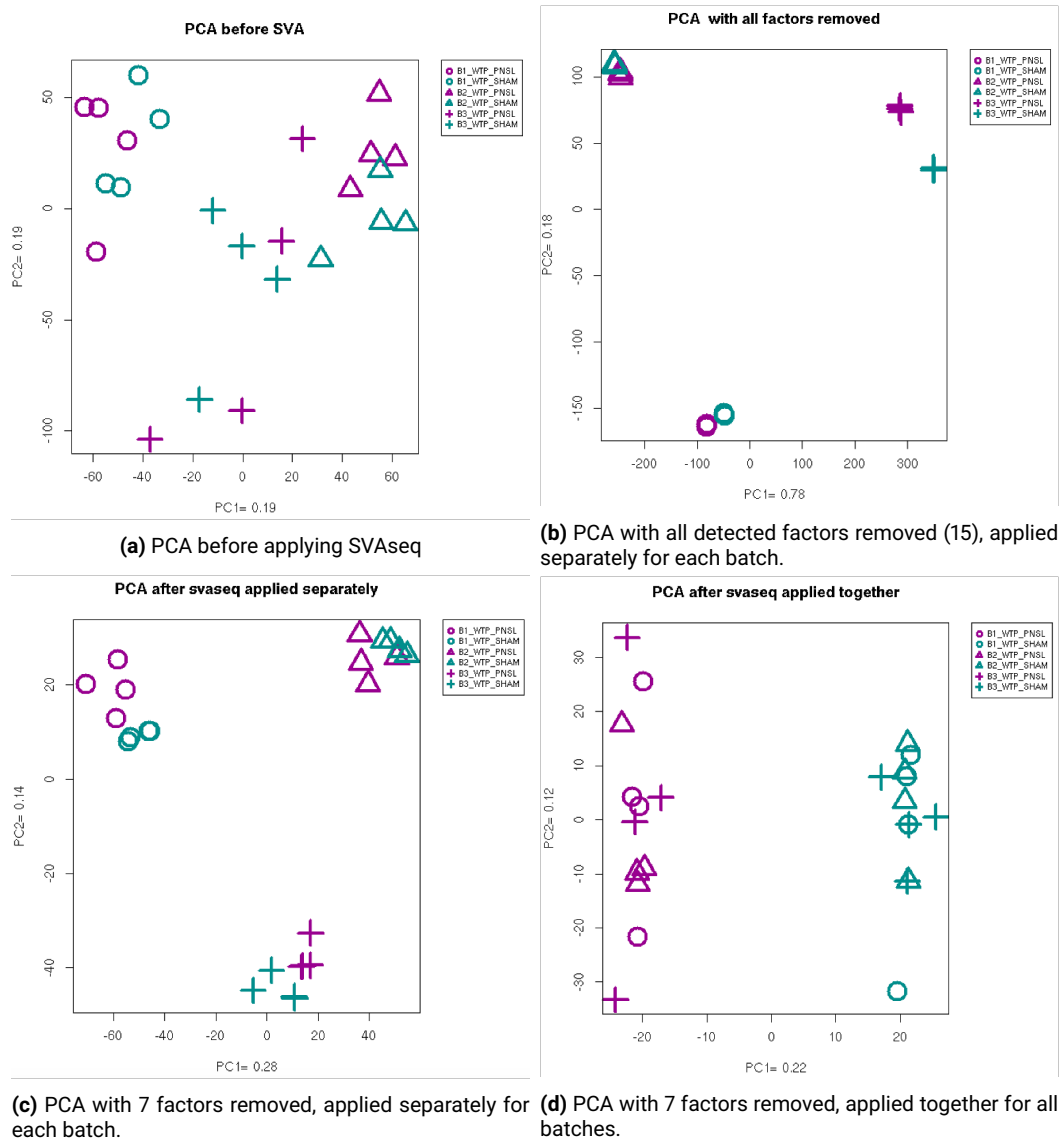 PCA before SVA
50
0
-50
-100
PC2= 0.19
-60
-40
-20
0
20
40
60
PC1= 0.19
B1_WTP_PNSL
B1_WTP_SHAM
B2_WTP_PNSL
B2_WTP_SHAM
B3_WTP_PNSL
B3_WTP_SHAM
(a) PCA before applying SVAseq
PCA with all factors removed
100
50
0
-50
-100
-150
PC2= 0.18
-200
-100
0
100
200
300
PC1= 0.78
B1_WTP_PNSL
B1_WTP_SHAM
B2_WTP_PNSL
B2_WTP_SHAM
B3_WTP_PNSL
B3_WTP_SHAM
(b) PCA with all detected factors removed (15), applied
separately for each batch.
PCA after svaseq applied separately
20
0
-20
-40
PC2= 0.14
-60
-40
-20
0
20
40
PC1= 0.28
B1_WTP_PNSL
B1_WTP_SHAM
B2_WTP_PNSL
B2_WTP_SHAM
B3_WTP_PNSL
B3_WTP_SHAM
(c) PCA with 7 factors removed, applied separately for
each batch.
PCA after svaseq applied together
30
20
10
0
-10
-20
-30
PC2= 0.12
-20
-10
0
10
20
PC1= 0.22
B1_WTP_PNSL
B1_WTP_SHAM
B2_WTP_PNSL
B2_WTP_SHAM
B3_WTP_PNSL
B3_WTP_SHAM
(d) PCA with 7 factors removed, applied together for all
batches.